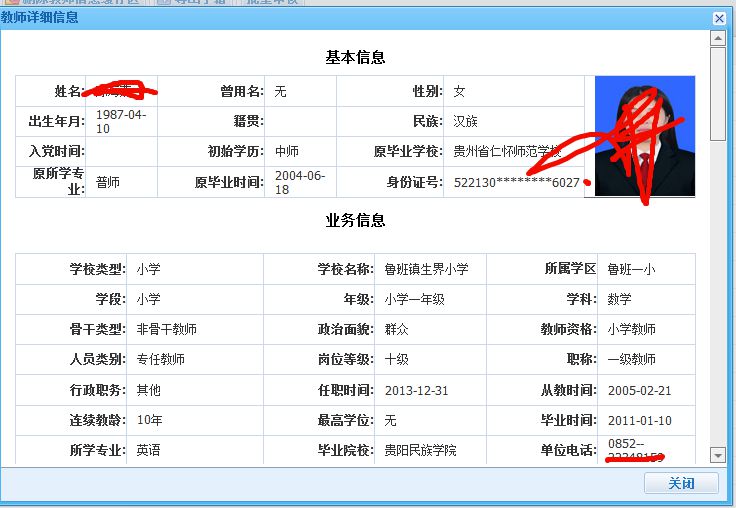 教师详细信息
基本信息
姓名: 曾用名: 无 性别: 女
出生年月: 1987-04-10 籍贯: 民族: 汉族
入党时间: 初始学历: 中师 原毕业学校: 贵州省仁怀师范学校
原所学专业: 普师 原毕业时间: 2004-06-18 身份证号: 522130********6027
业务信息
学校类型: 小学 学校名称: 鲁班镇生界小学 所属学区 鲁班一小
学段: 小学 年级: 小学一年级 学科: 数学
骨干类型: 非骨干教师 政治面貌: 群众 教师资格: 小学教师
人员类别: 专任教师 岗位等级: 十级 职称: 一级教师
行政职务: 其他 任职时间: 2013-12-31 从教时间: 2005-02-21
连续教龄: 10年 最高学位: 无 毕业时间: 2011-01-10
所学专业: 英语 毕业院校: 贵阳民族学院 单位电话: 0852--
关闭